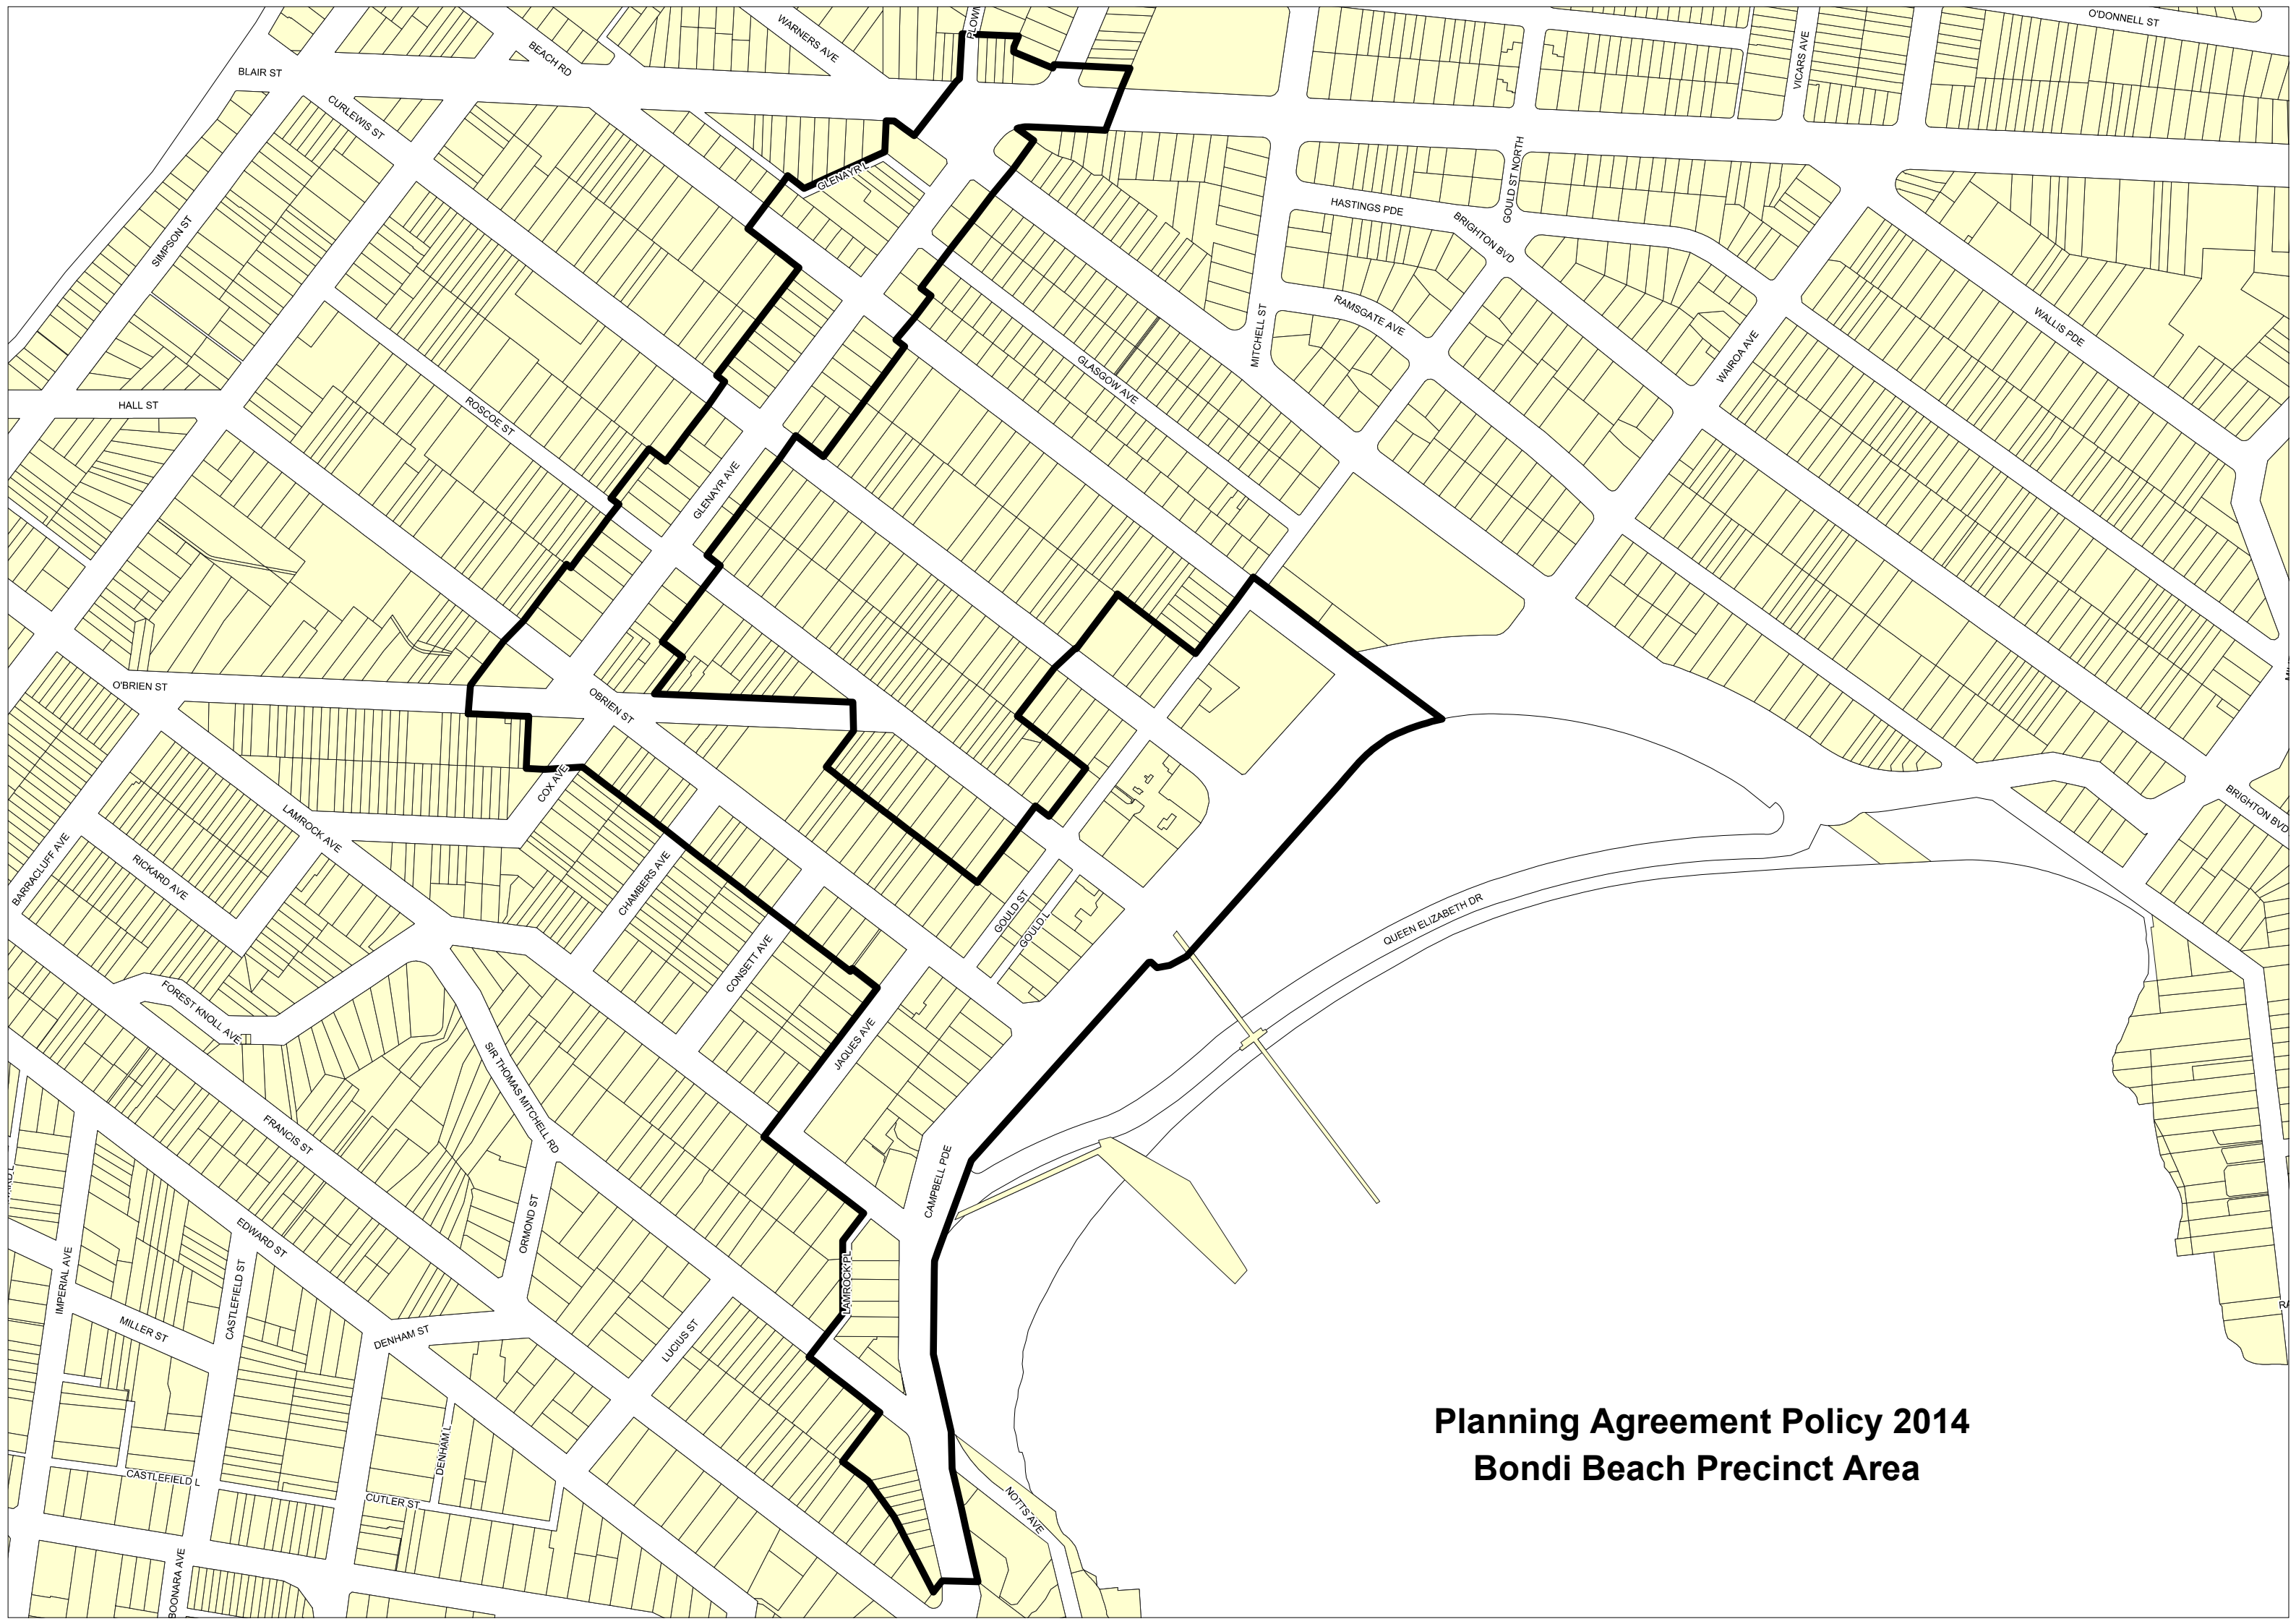 O'DONNELL ST
PLOWM
WARNERS AVE
BEACH RD
VICARS AVE
BLAIR ST
CURLEWIS ST
GLENAYR L
GOULD ST NORTH
HASTINGS PDE
BRIGHTON BVD
SIMPSON ST
RAMSGATE AVE
MITCHELL ST
WALLIS PDE
WAIROA AVE
GLASGOW AVE
HALL ST
ROSCOE ST
GLENAYR AVE
O'BRIEN ST
OBRIEN ST
COX AVE
BRIGHTON BVD
LAMROCK AVE
BARRACLUFF AVE
RICKARD AVE
CHAMBERS AVE
GOULD ST
GOULD L
QUEEN ELIZABETH DR
CONSETT AVE
FOREST KNOLL AVE
JAQUES AVE
SIR THOMAS MITCHELL RD
FRANCIS ST
CAMPBELL PDE
ORMOND ST
EDWARD ST
IMPERIAL AVE
CASTLEFIELD ST
LAMROCK PL
MILLER ST
DENHAM ST
LUCIUS ST
Planning Agreement Policy 2014
Bondi Beach Precinct Area
DENHAM L
CASTLEFIELD L
CUTLER ST
NOTTS AVE
BOONARA AVE